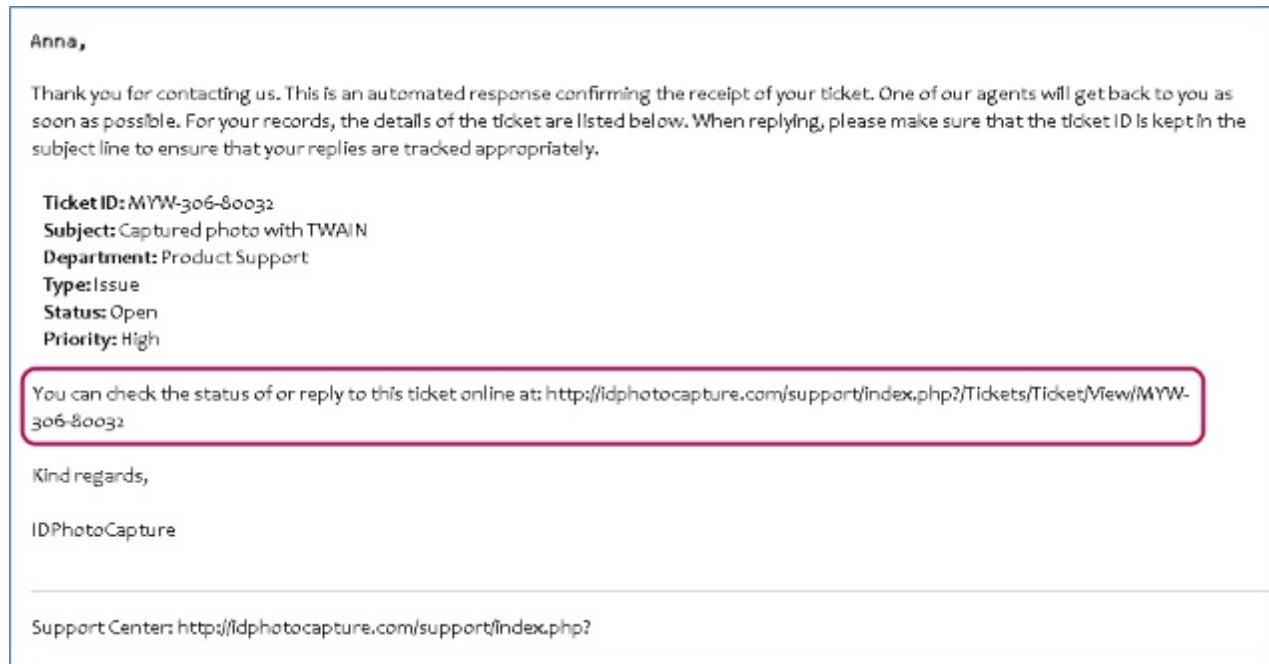 Anna,
Thank you for contacting us. This is an automated response confirming the receipt of your ticket. One of our agents will get back to you as
soon as possible. For your records, the details of the ticket are listed below. When replying, please make sure that the ticket ID is kept in the
subject line to ensure that your replies are tracked appropriately.
Ticket ID: MYW-306-80032
Subject: Captured photo with TWAIN
Department: Product Support
Type: Issue
Status: Open
Priority: High
You can check the status of or reply to this ticket online at: http://idphotocapture.com/support/index.php?/Tickets/Ticket/View/MYW-
306-80032
Kind regards,
IDPhotoCapture
Support Center: http://idphotocapture.com/support/index.php?